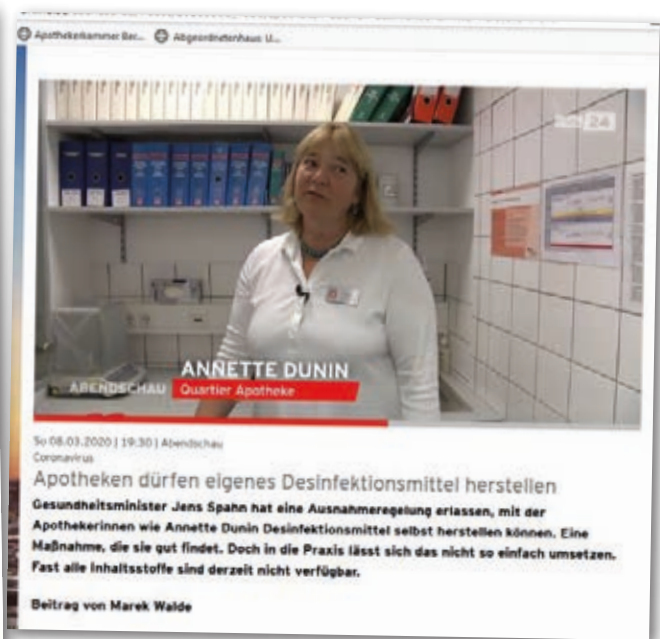 Apothekerkammer Ber... Abgeordnetenhaus: U...
24
ANNETTE DUNIN
ABENDSCHAU Quartier Apotheke
So 08.03.2020 | 19:30 | Abendschau
Coronavirus
Apotheken dürfen eigenes Desinfektionsmittel herstellen
Gesundheitsminister Jens Spahn hat eine Ausnahmeregelung erlassen, mit der
Apothekerinnen wie Annette Dunin Desinfektionsmittel selbst herstellen können. Eine
Maßnahme, die sie gut findet. Doch in die Praxis lässt sich das nicht so einfach umsetzen.
Fast alle Inhaltsstoffe sind derzeit nicht verfügbar.
Beitrag von Marek Walde